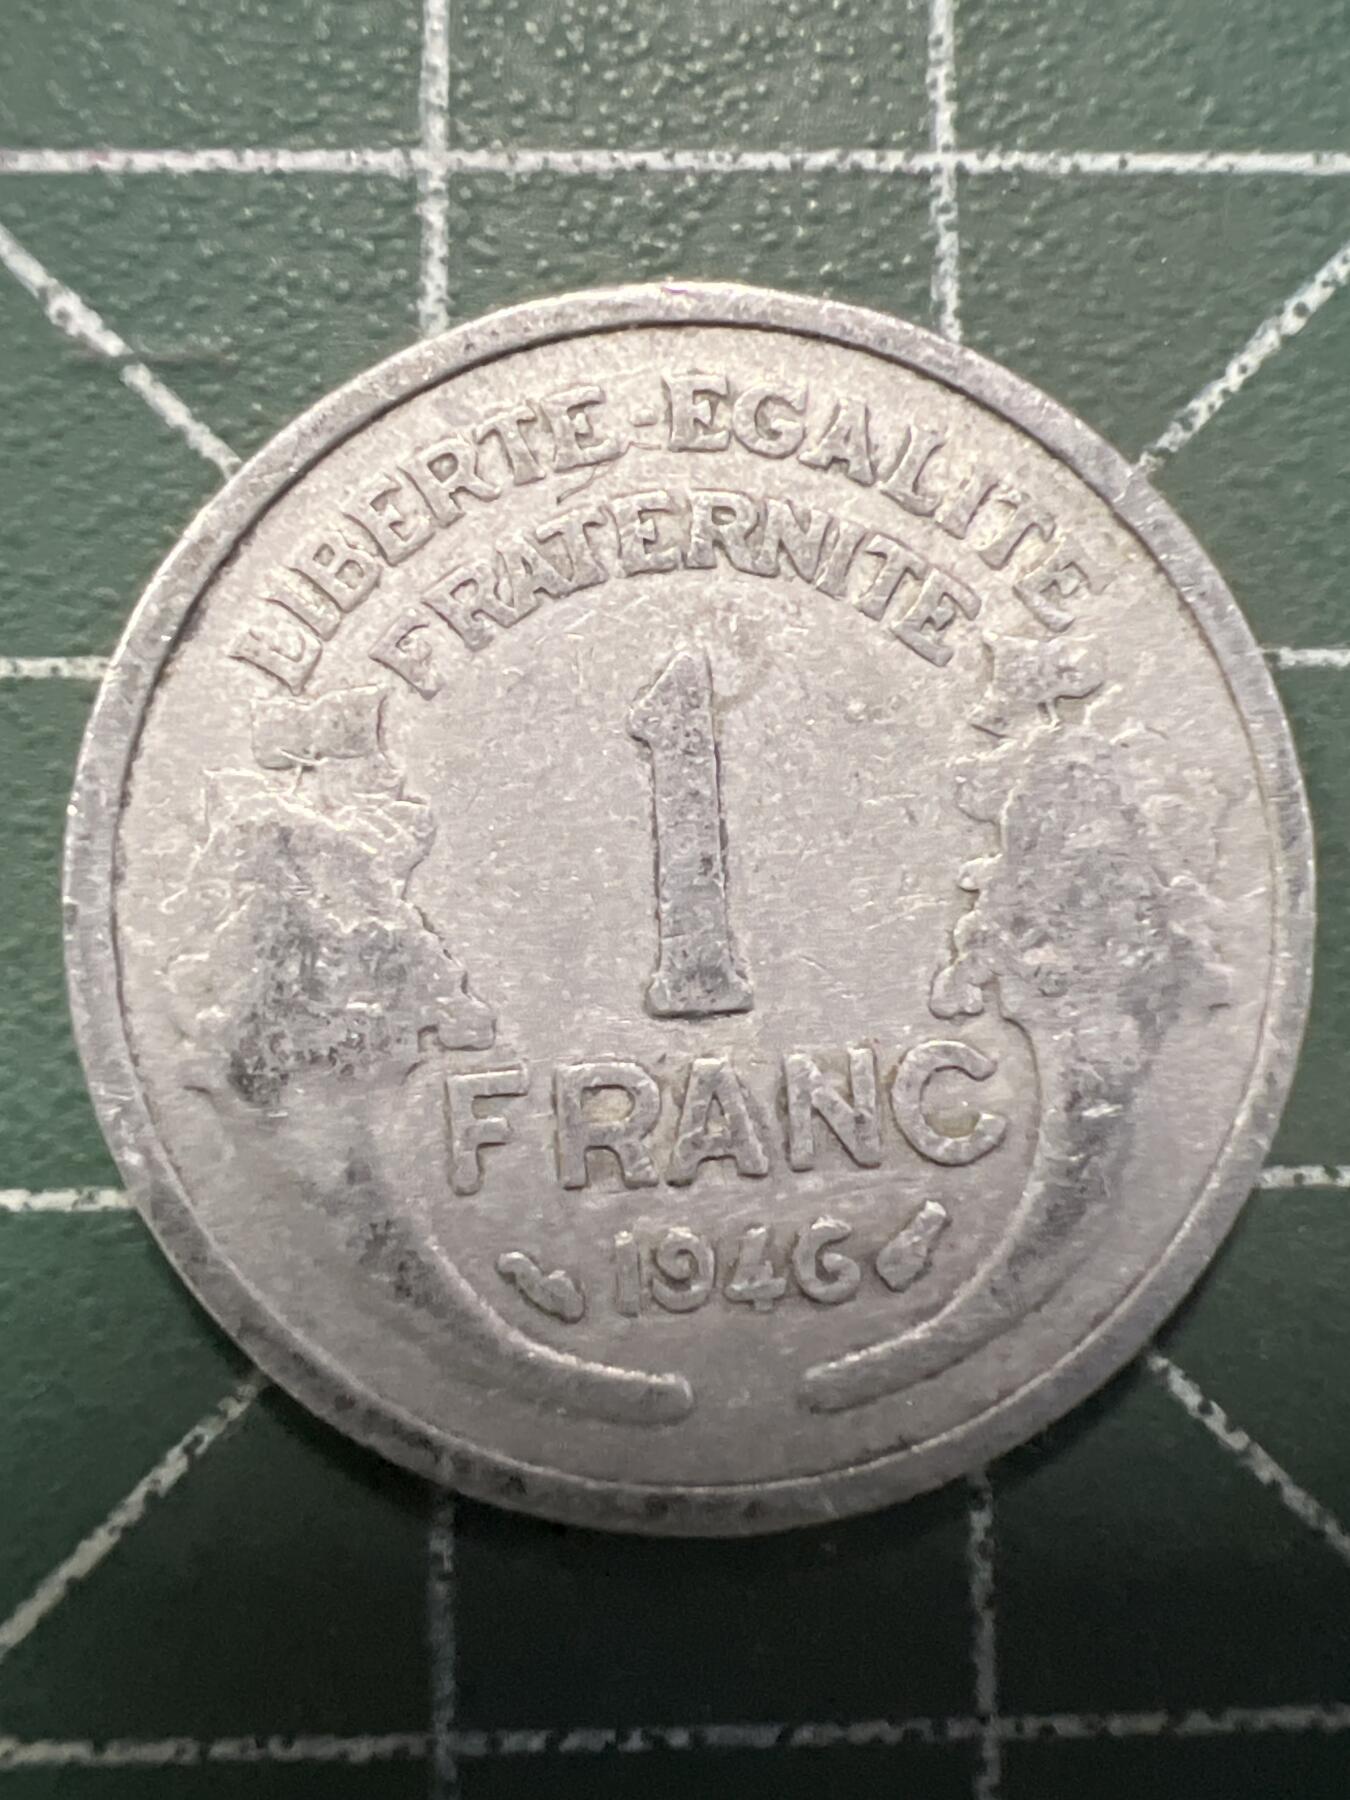 LIBERTE-EGALITE
FRATERNITE
1
FRANC
1946